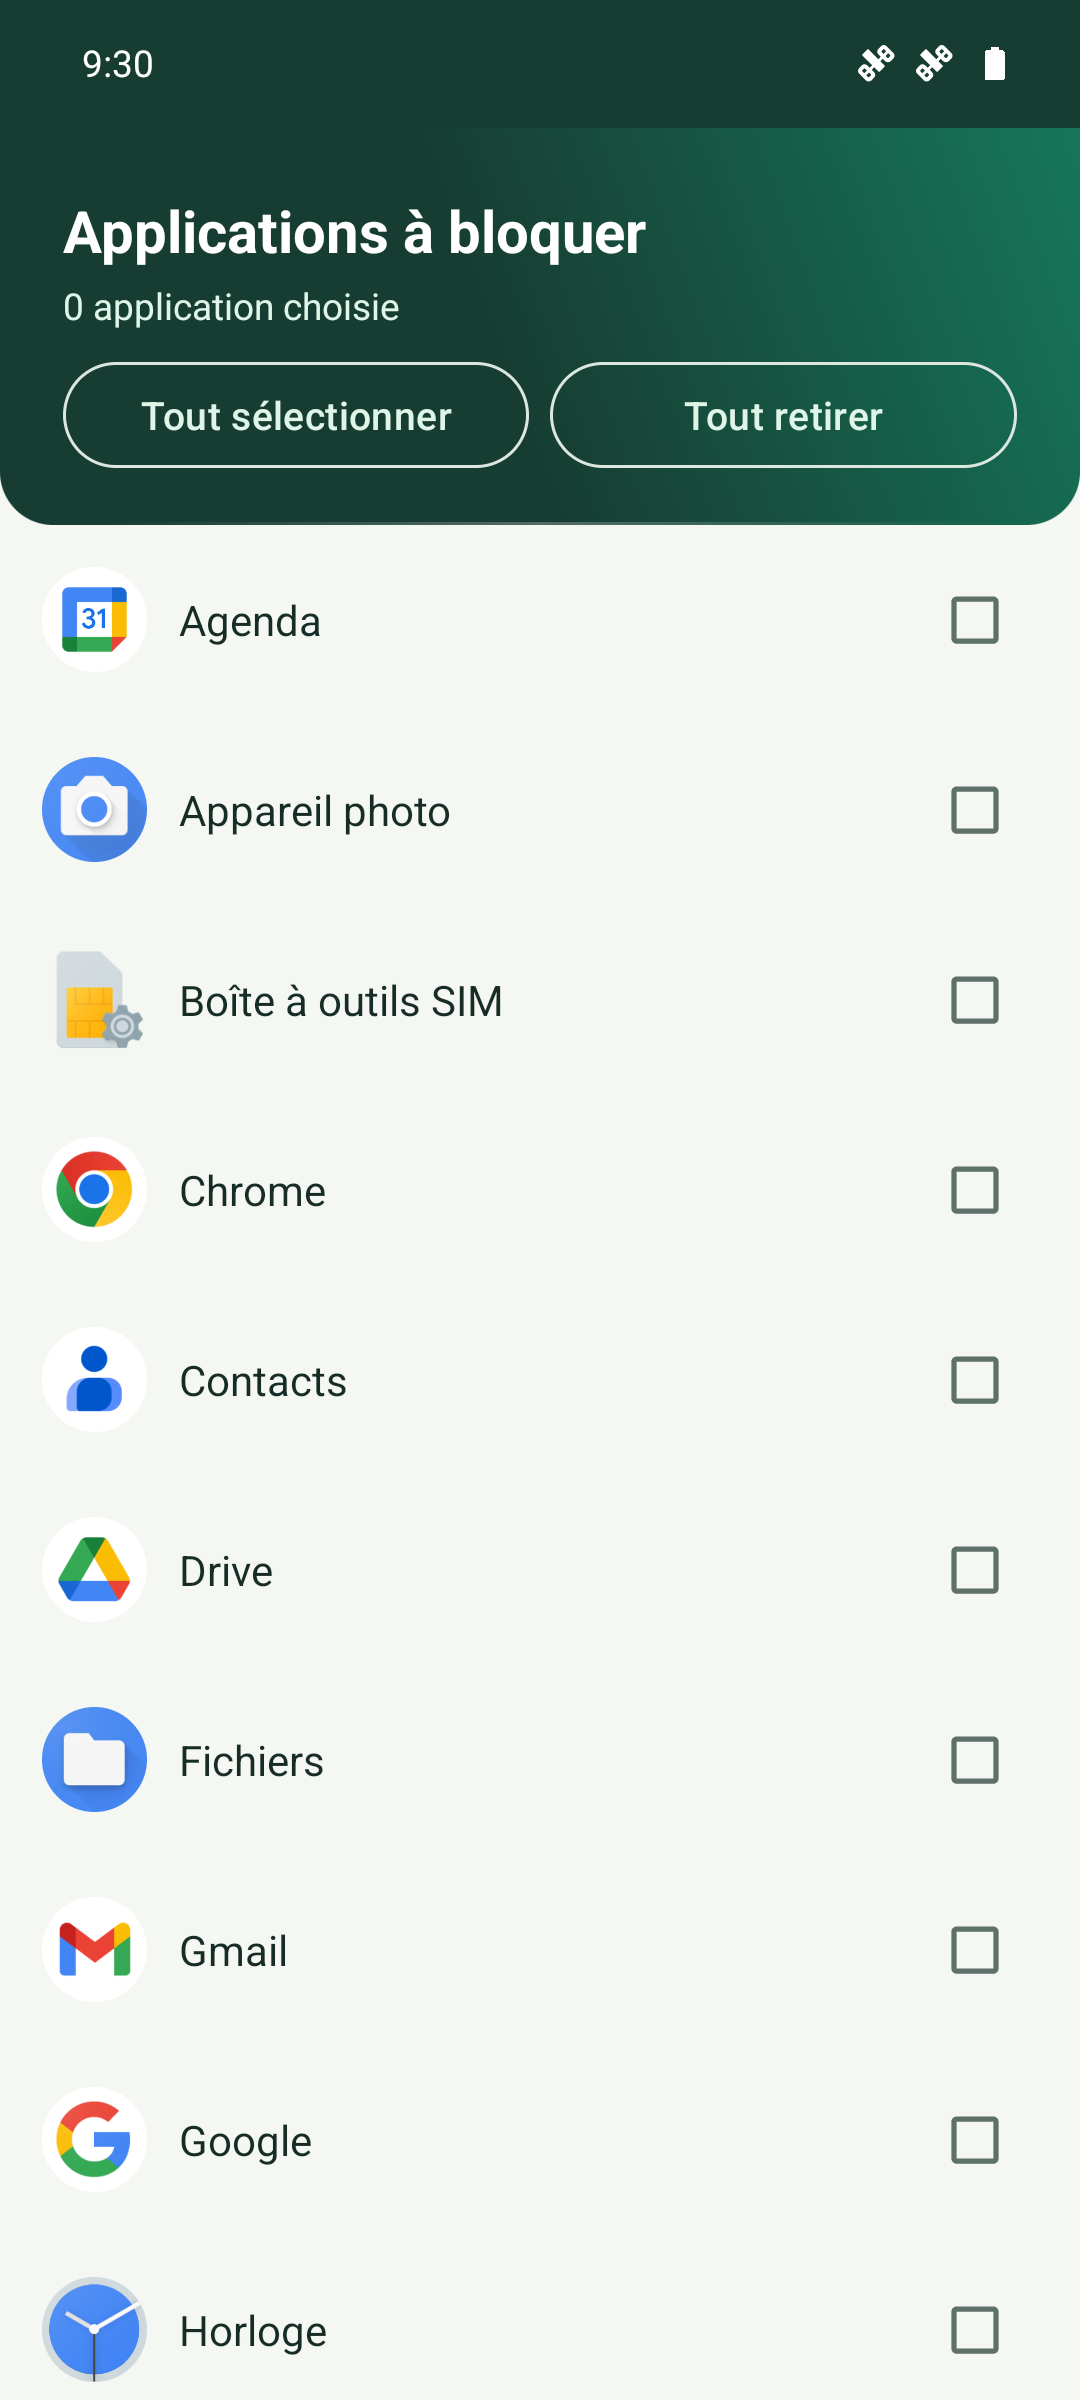 9:30
Applications à bloquer
0 application choisie
Tout sélectionner
Tout retirer
31
Agenda
Appareil photo
Boîte à outils SIM
Chrome
Contacts
Drive
Fichiers
Gmail
Google
Horloge